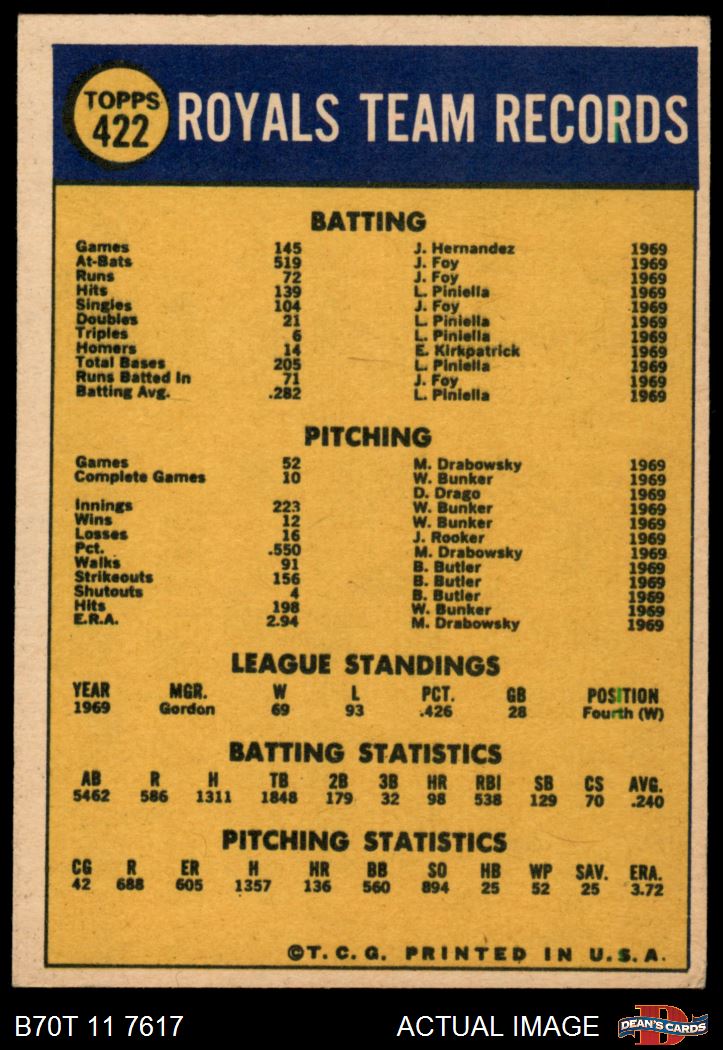 TOPPS
422
ROYALS TEAM RECORDS
BATTING
Games 145 J. Hernandez 1969
At-Bats 519 J. Foy 1969
Runs 72 J. Foy 1969
Hits 139 L. Piniella 1969
Singles 104 J. Foy 1969
Doubles 21 L. Piniella 1969
Triples 6 L. Piniella 1969
Homers 14 E. Kirkpatrick 1969
Total Bases 205 L. Piniella 1969
Runs Batted In 71 J. Foy 1969
Batting Avg. .282 L. Piniella 1969
PITCHING
Games 52 M. Drabowsky 1969
Complete Games 10 W. Bunker 1969
D. Drago 1969
Innings 223 W. Bunker 1969
Wins 12 W. Bunker 1969
Losses 16 J. Rooker 1969
Pct. .550 M. Drabowsky 1969
Walks 91 B. Butler 1969
Strikeouts 156 B. Butler 1969
Shutouts 4 B. Butler 1969
Hits 198 W. Bunker 1969
E.R.A. 2.94 M. Drabowsky 1969
LEAGUE STANDINGS
YEAR MGR. W L PCT. GB POSITION
1969 Gordon 69 93 .426 28 Fourth (W)
BATTING STATISTICS
AB R H TB 2B 3B HR RBI SB CS AVG.
5462 586 1311 1848 179 32 98 538 129 70 .240
PITCHING STATISTICS
CG R ER H HR BB SO HB WP SAV. ERA.
42 688 605 1357 136 560 894 25 52 25 3.72
©T.C.G. PRINTED IN U.S.A.
B70T 11 7617 ACTUAL IMAGE
D
DEAN'S CARDS